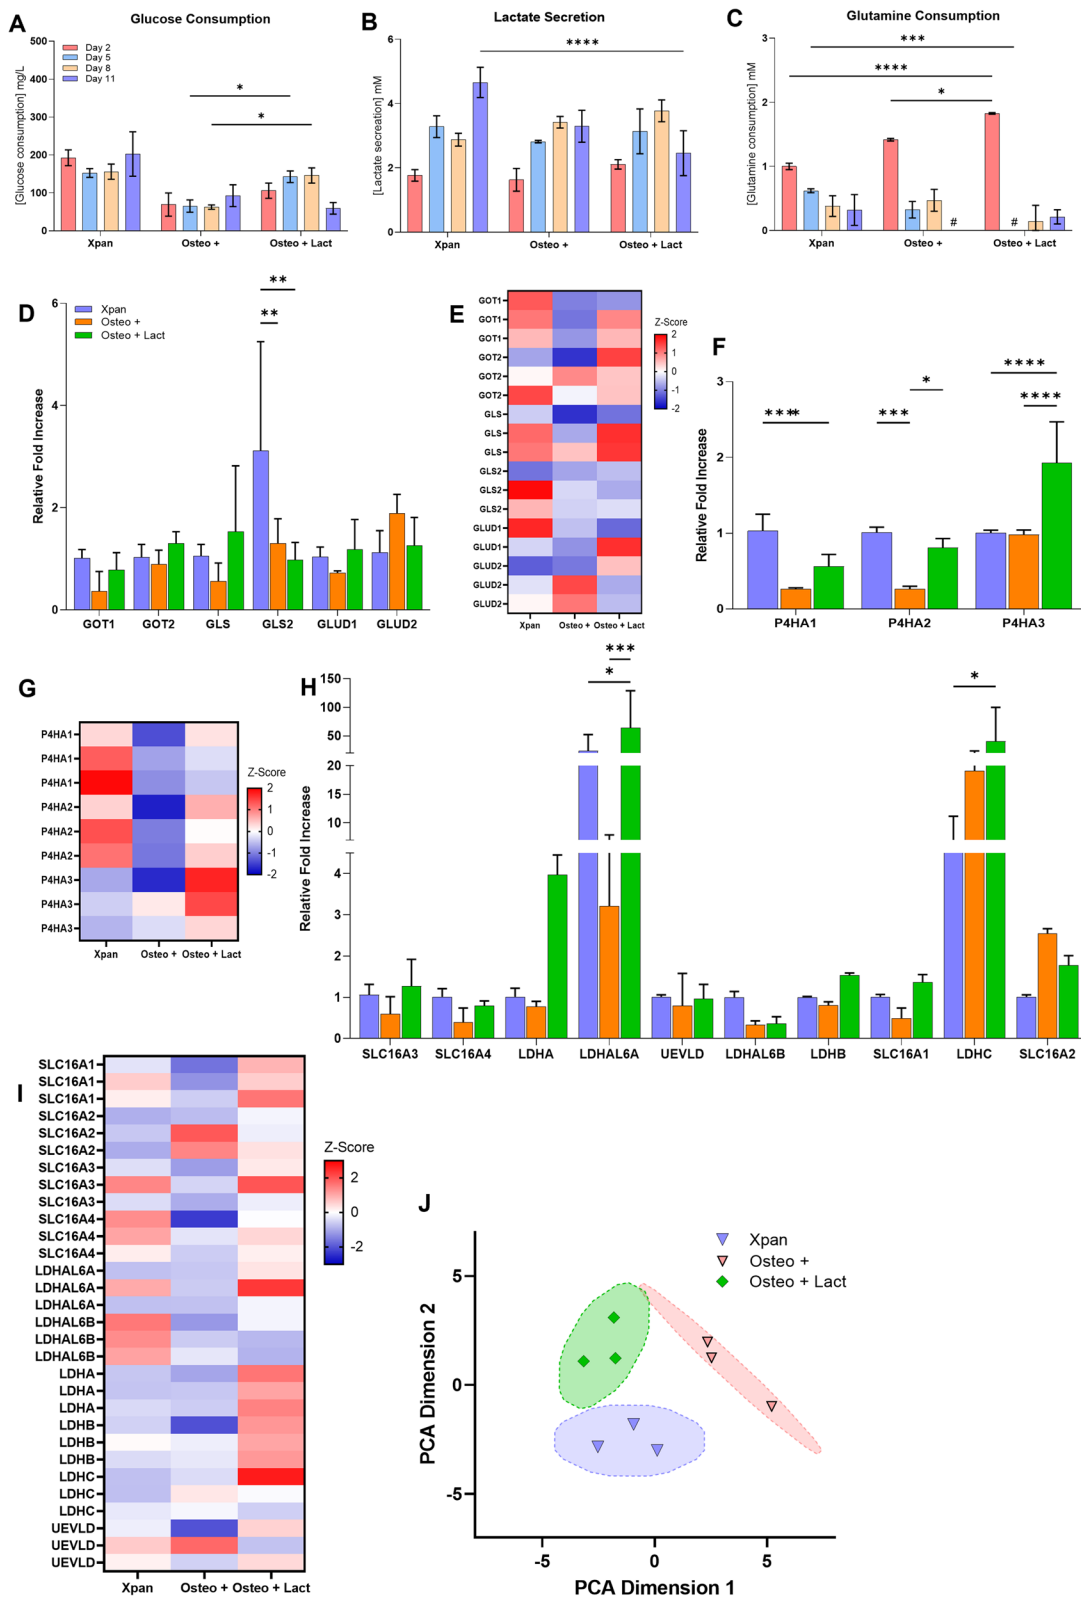 A
Glucose Consumption
[Glucose consumption] mg/L
500
400
300
200
100
0
Day 2
Day 5
Day 8
Day 11
*
*
Xpan
Osteo +
Osteo + Lact
B
Lactate Secretion
[Lactate secreation] mM
6
4
2
0
****
Xpan
Osteo +
Osteo + Lact
C
Glutamine Consumption
[Glutamine consumption] mM
3
2
1
0
***
****
*
#
#
Xpan
Osteo +
Osteo + Lact
D
Relative Fold Increase
6
4
2
0
Xpan
Osteo +
Osteo + Lact
**
**
GOT1
GOT2
GLS
GLS2
GLUD1
GLUD2
E
GOT1
GOT1
GOT1
GOT2
GOT2
GOT2
GLS
GLS
GLS
GLS2
GLS2
GLS2
GLUD1
GLUD1
GLUD2
GLUD2
GLUD2
Xpan
Osteo +
Osteo + Lact
Z-Score
2
1
0
-1
-2
F
Relative Fold Increase
3
2
1
0
****
***
*
****
****
P4HA1
P4HA2
P4HA3
G
P4HA1
P4HA1
P4HA1
P4HA2
P4HA2
P4HA2
P4HA3
P4HA3
P4HA3
Xpan
Osteo +
Osteo + Lact
Z-Score
2
1
0
-1
-2
H
Relative Fold Increase
150
100
50
20
15
10
4
3
2
1
0
***
*
*
SLC16A3
SLC16A4
LDHA
LDHAL6A
UEVLD
LDHAL6B
LDHB
SLC16A1
LDHC
SLC16A2
I
SLC16A1
SLC16A1
SLC16A1
SLC16A2
SLC16A2
SLC16A2
SLC16A3
SLC16A3
SLC16A3
SLC16A4
SLC16A4
SLC16A4
LDHAL6A
LDHAL6A
LDHAL6A
LDHAL6B
LDHAL6B
LDHAL6B
LDHA
LDHA
LDHA
LDHB
LDHB
LDHB
LDHC
LDHC
LDHC
UEVLD
UEVLD
UEVLD
Xpan
Osteo +
Osteo + Lact
Z-Score
2
0
-2
J
Xpan
Osteo +
Osteo + Lact
PCA Dimension 2
5
0
-5
-5
0
5
PCA Dimension 1